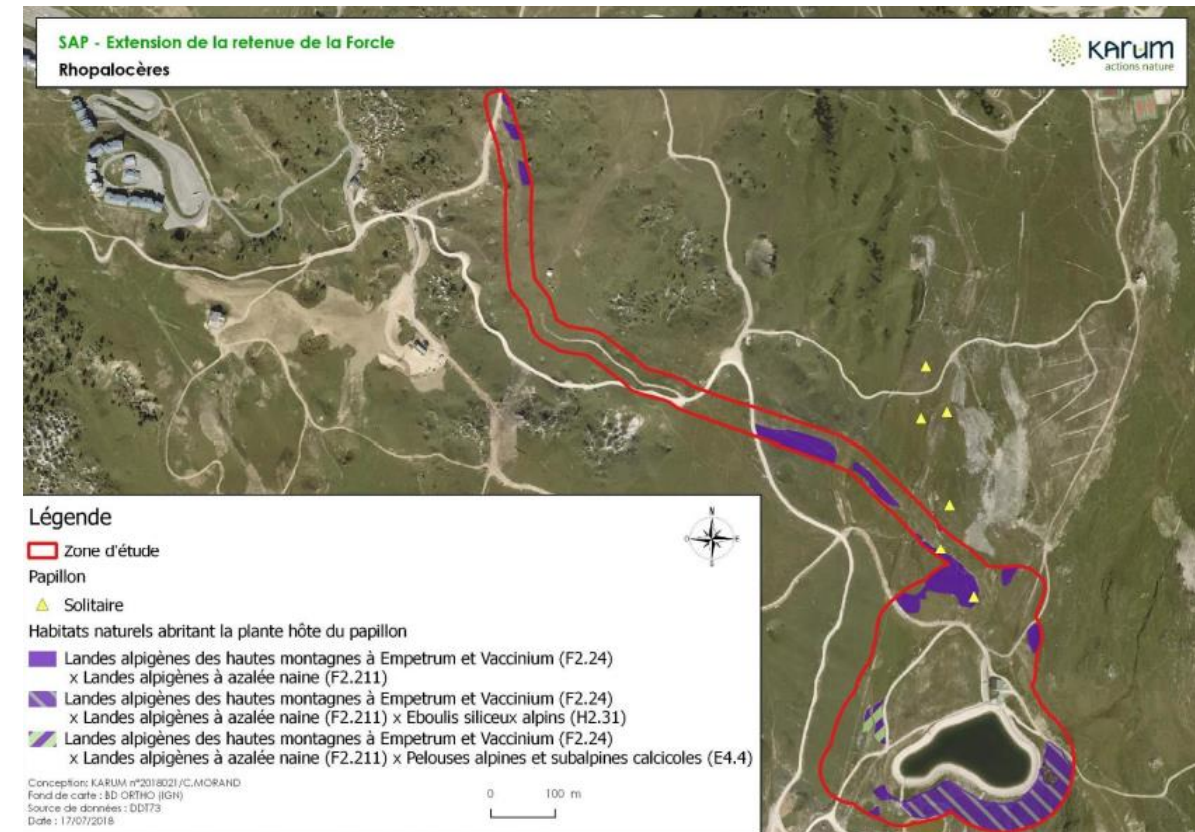 SAP - Extension de la retenue de la Forcle
Rhopalocères
KARUM
actions nature
Légende
N
Zone d'étude
Papillon
Solitaire
Habitats naturels abritant la plante hôte du papillon
Landes alpigènes des hautes montagnes à Empetrum et Vaccinium (F2.24)
x Landes alpigènes à azalée naine (F2.211)
Landes alpigènes des hautes montagnes à Empetrum et Vaccinium (F2.24)
x Landes alpigènes à azalée naine (F2.211) x Eboulis siliceux alpins (H2.31)
Landes alpigènes des hautes montagnes à Empetrum et Vaccinium (F2.24)
x Landes alpigènes à azalée naine (F2.211) x Pelouses alpines et subalpines calcicoles (E4.4)
Conception: KARUM n°2018021/C.MORAND
Fond de carte : BD ORTHO (IGN)
Source de données : DDT73
Date : 17/07/2018
0 100 m